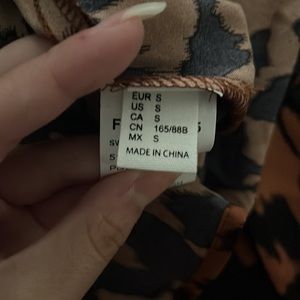 EUR S
US S
CA S
CN 165/88B
MX S
MADE IN CHINA